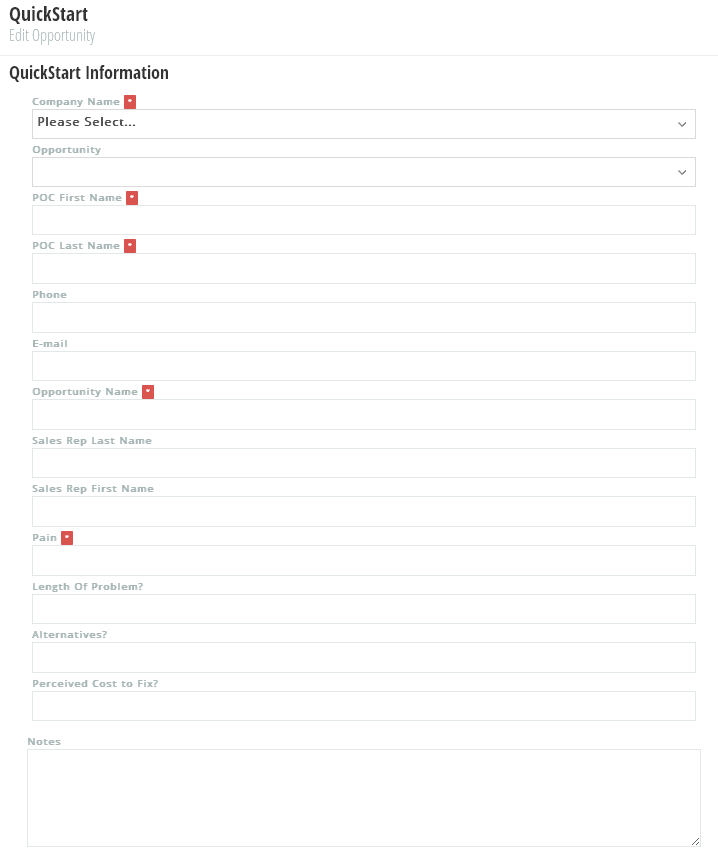 QuickStart
Edit Opportunity
QuickStart Information
Company Name *
Please Select...
Opportunity
POC First Name *
POC Last Name *
Phone
E-mail
Opportunity Name *
Sales Rep Last Name
Sales Rep First Name
Pain *
Length Of Problem?
Alternatives?
Perceived Cost to Fix?
Notes